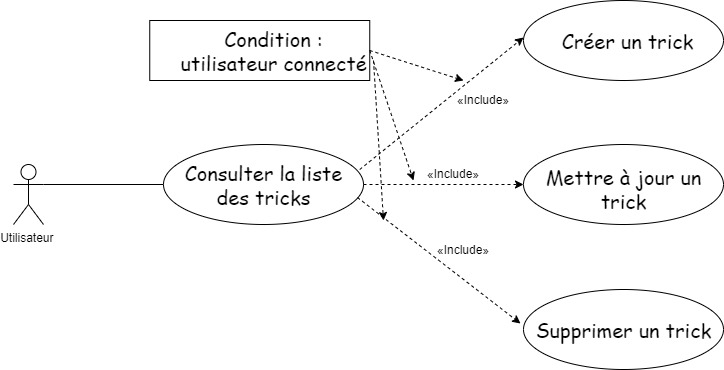 Condition :
utilisateur connecté
Créer un trick
«Include»
Consulter la liste
des tricks
«Include»
Mettre à jour un
trick
Utilisateur
«Include»
Supprimer un trick